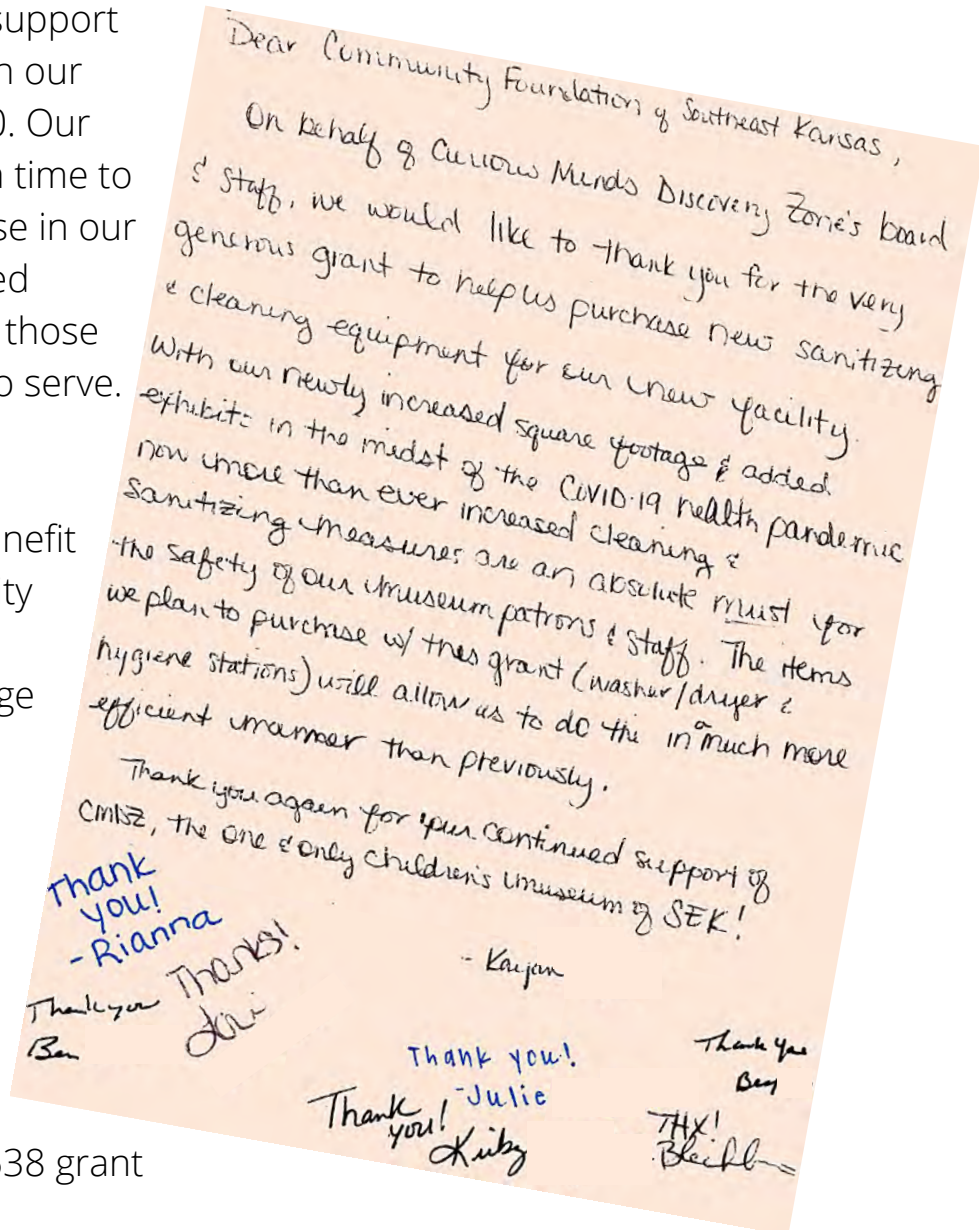 support
n our
0. Our
n time to
se in our
ed
those
o serve.
enefit
ty
ge
538 grant
Dear Community Foundation of Southeast Kansas,
On behalf of Curious Minds Discovery Zone's board
& staff, we would like to thank you for the very
generous grant to help us purchase new sanitizing
& cleaning equipment for our new facility.
With our newly increased square footage & added
exhibits in the midst of the COVID-19 health pandemic
now more than ever increased cleaning &
sanitizing measures are an absolute must for
the safety of our museum patrons & staff. The items
we plan to purchase w/ this grant (washer/dryer &
hygiene stations) will allow us to do the in a much more
efficient manner than previously.
Thank you again for your continued support of
CMDZ, the one & only children's museum of SEK!
- Karjan
Thank
you!
- Rianna
Thanks!
Lori
Thank you
Ben
Thank you!
-Julie
Thank
you!
Kirby
Thank you
THX!